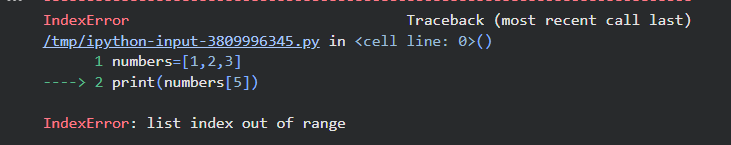 IndexError Traceback (most recent call last)
/tmp/ipython-input-3809996345.py in <cell line: 0>()
1 numbers=[1,2,3]
----> 2 print(numbers[5])
IndexError: list index out of range